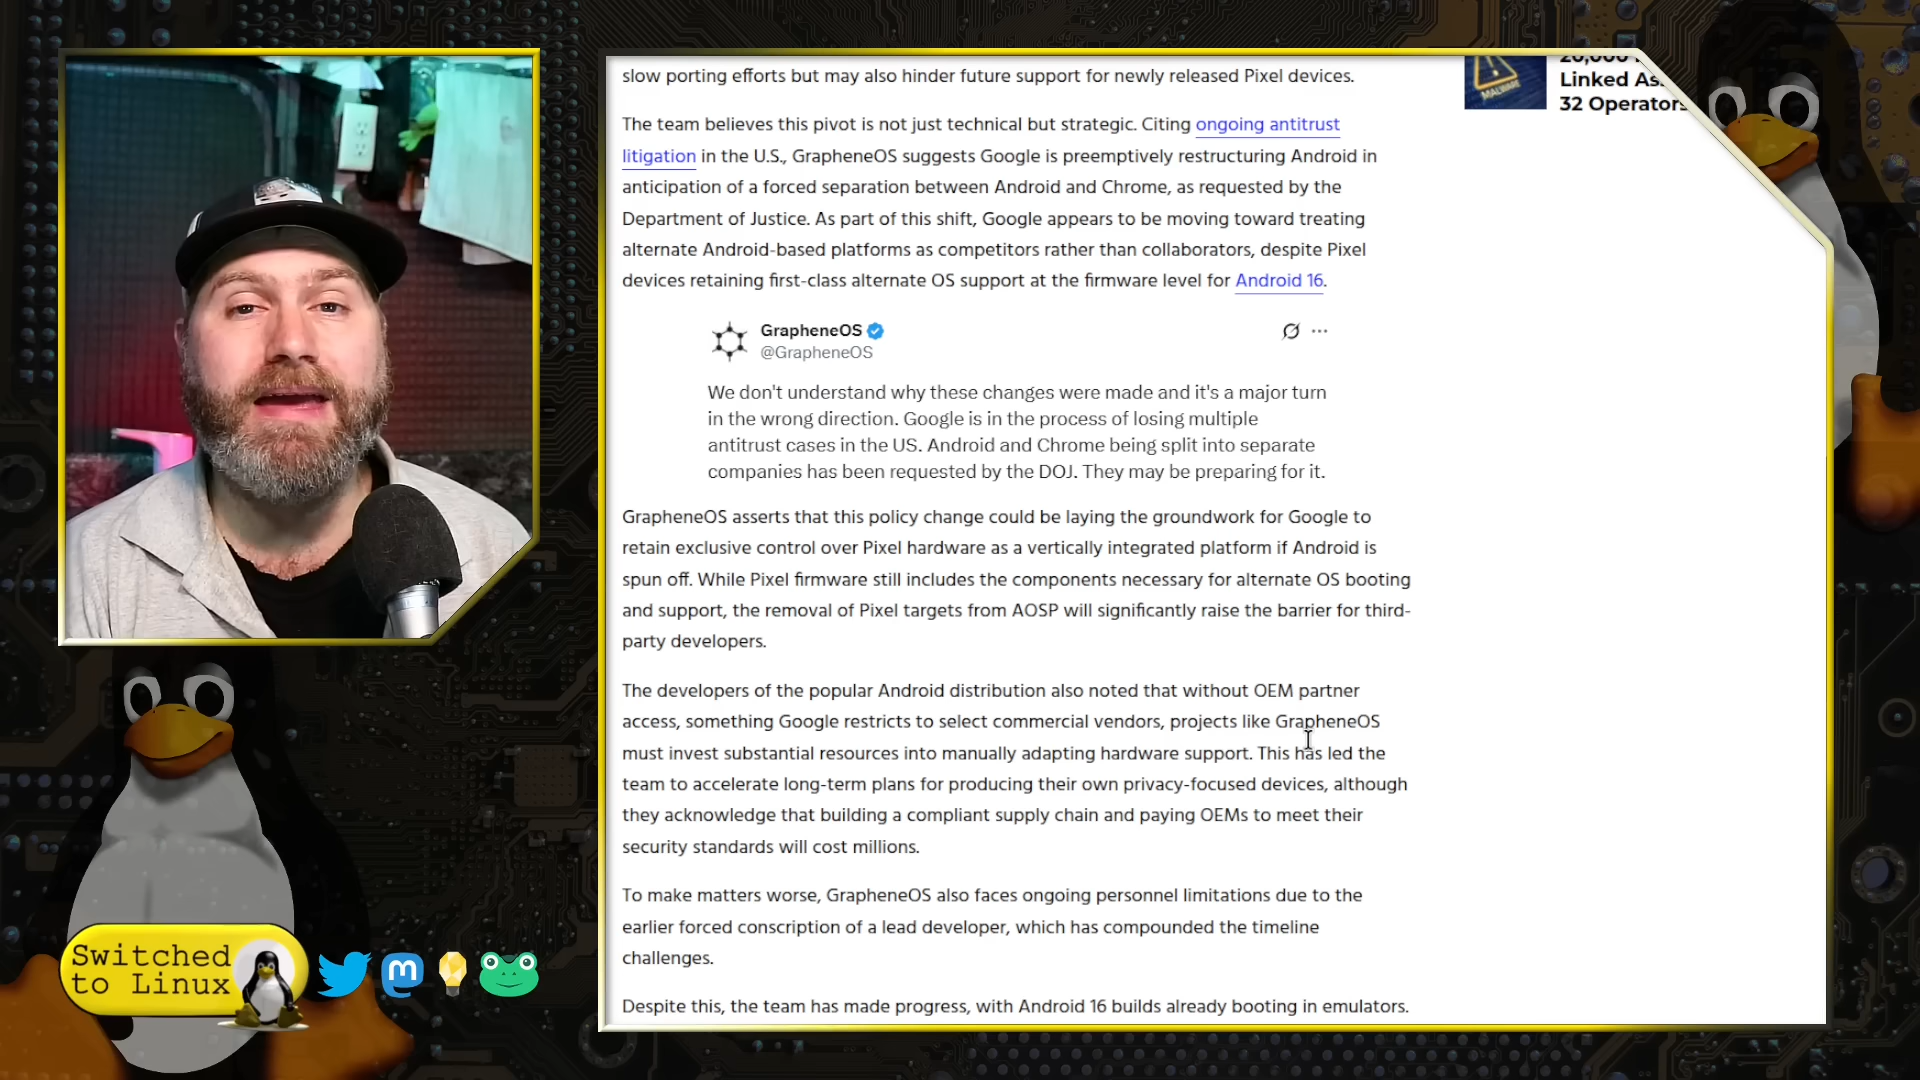 slow porting efforts but may also hinder future support for newly released Pixel devices.
The team believes this pivot is not just technical but strategic. Citing ongoing antitrust
litigation in the U.S., GrapheneOS suggests Google is preemptively restructuring Android in
anticipation of a forced separation between Android and Chrome, as requested by the
Department of Justice. As part of this shift, Google appears to be moving toward treating
alternate Android-based platforms as competitors rather than collaborators, despite Pixel
devices retaining first-class alternate OS support at the firmware level for Android 16.
GrapheneOS
@GrapheneOS
We don't understand why these changes were made and it's a major turn
in the wrong direction. Google is in the process of losing multiple
antitrust cases in the US. Android and Chrome being split into separate
companies has been requested by the DOJ. They may be preparing for it.
GrapheneOS asserts that this policy change could be laying the groundwork for Google to
retain exclusive control over Pixel hardware as a vertically integrated platform if Android is
spun off. While Pixel firmware still includes the components necessary for alternate OS booting
and support, the removal of Pixel targets from AOSP will significantly raise the barrier for third-
party developers.
The developers of the popular Android distribution also noted that without OEM partner
access, something Google restricts to select commercial vendors, projects like GrapheneOS
must invest substantial resources into manually adapting hardware support. This has led the
team to accelerate long-term plans for producing their own privacy-focused devices, although
they acknowledge that building a compliant supply chain and paying OEMs to meet their
security standards will cost millions.
To make matters worse, GrapheneOS also faces ongoing personnel limitations due to the
earlier forced conscription of a lead developer, which has compounded the timeline
challenges.
Despite this, the team has made progress, with Android 16 builds already booting in emulators.
MALWARE
Linked As
32 Operators
Switched
to Linux